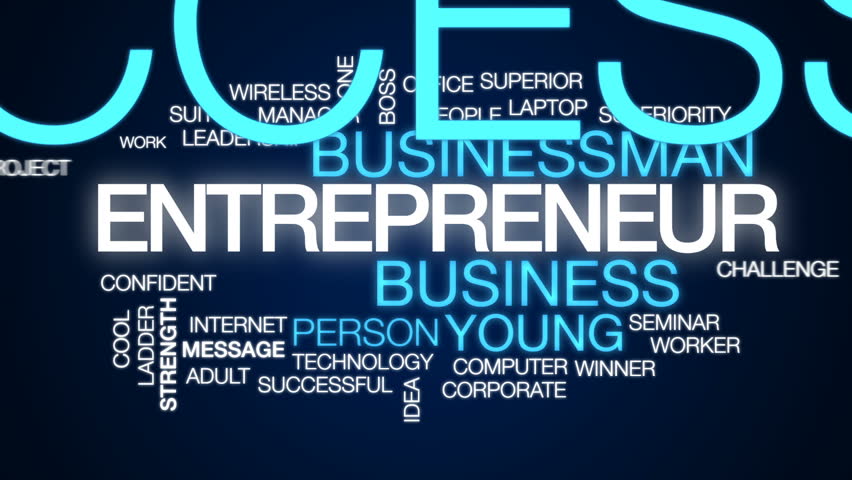 CCESS
WIRELESS
ONE
BOSS
OFFICE
SUPERIOR
SUIT
MANAGER
PEOPLE
LAPTOP
SUPERIORITY
WORK
LEADERSHIP
BUSINESSMAN
ROJECT
ENTREPRENEUR
CONFIDENT
BUSINESS
CHALLENGE
COOL
LADDER
STRENGTH
INTERNET
PERSON
YOUNG
SEMINAR
MESSAGE
WORKER
TECHNOLOGY
COMPUTER
WINNER
ADULT
SUCCESSFUL
IDEA
CORPORATE